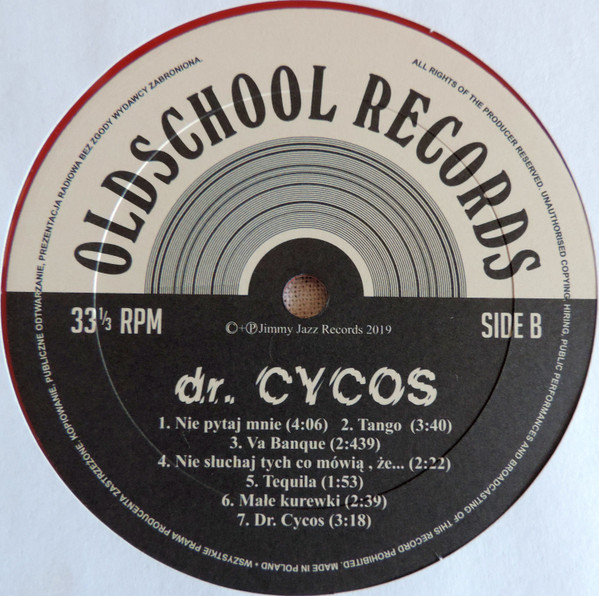 OLDSCHOOL RECORDS
WSZYSTKIE PRAWA PRODUCENTA ZASTRZEŻONE. KOPIOWANIE, PUBLICZNE ODTWARZANIE, PREZENTACJA RADIOWA BEZ ZGODY WYDAWCY ZABRONIONA.
ALL RIGHTS OF THE PRODUCER RESERVED. UNAUTHORISED COPYING, HIRING, PUBLIC PERFORMANCES AND BROADCASTING OF THIS RECORD PROHIBITED. MADE IN POLAND •
33 1/3 RPM
©+℗Jimmy Jazz Records 2019
SIDE B
dr. CYCOS
1. Nie pytaj mnie (4:06) 2. Tango (3:40)
3. Va Banque (2:439)
4. Nie słuchaj tych co mówią , że... (2:22)
5. Tequila (1:53)
6. Małe kurewki (2:39)
7. Dr. Cycos (3:18)